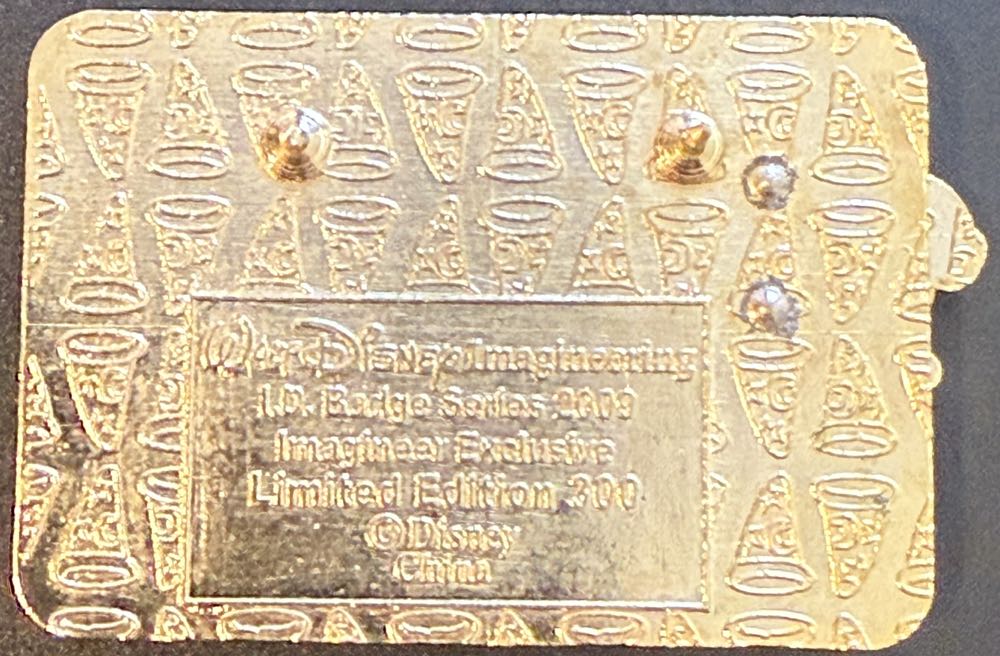 Walt Disney Imagineering
I.D. Badge Series 2009
Imagineer Exclusive
Limited Edition 300
©Disney
China